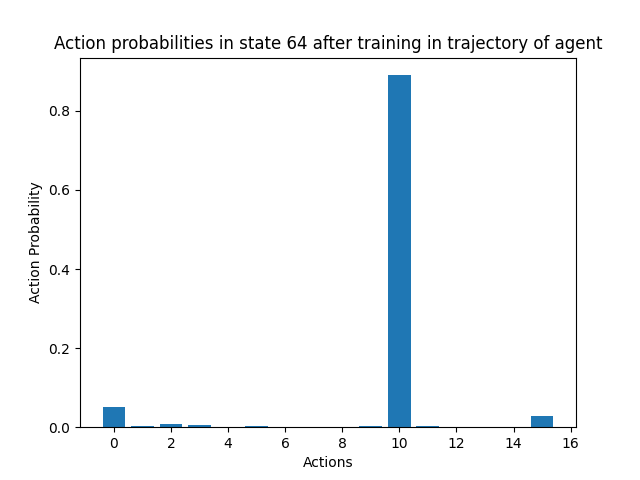 Action probabilities in state 64 after training in trajectory of agent
Action Probability
0.8
0.6
0.4
0.2
0.0
0 2 4 6 8 10 12 14 16
Actions